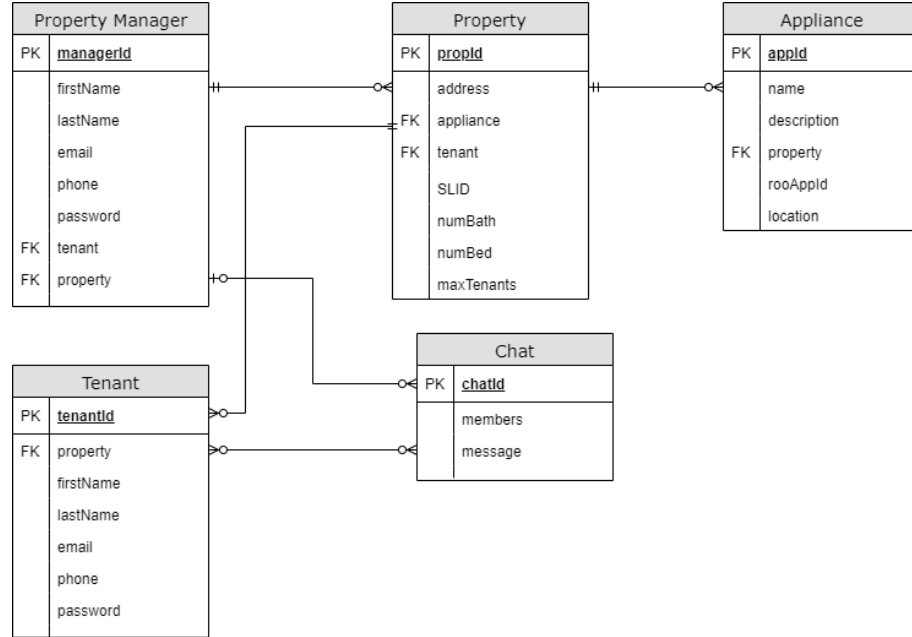 Property Manager
PK managerId
firstName
lastName
email
phone
password
FK tenant
FK property
Property
PK propId
address
FK appliance
FK tenant
SLID
numBath
numBed
maxTenants
Appliance
PK appId
name
description
FK property
rooAppId
location
Tenant
PK tenantId
FK property
firstName
lastName
email
phone
password
Chat
PK chatId
members
message